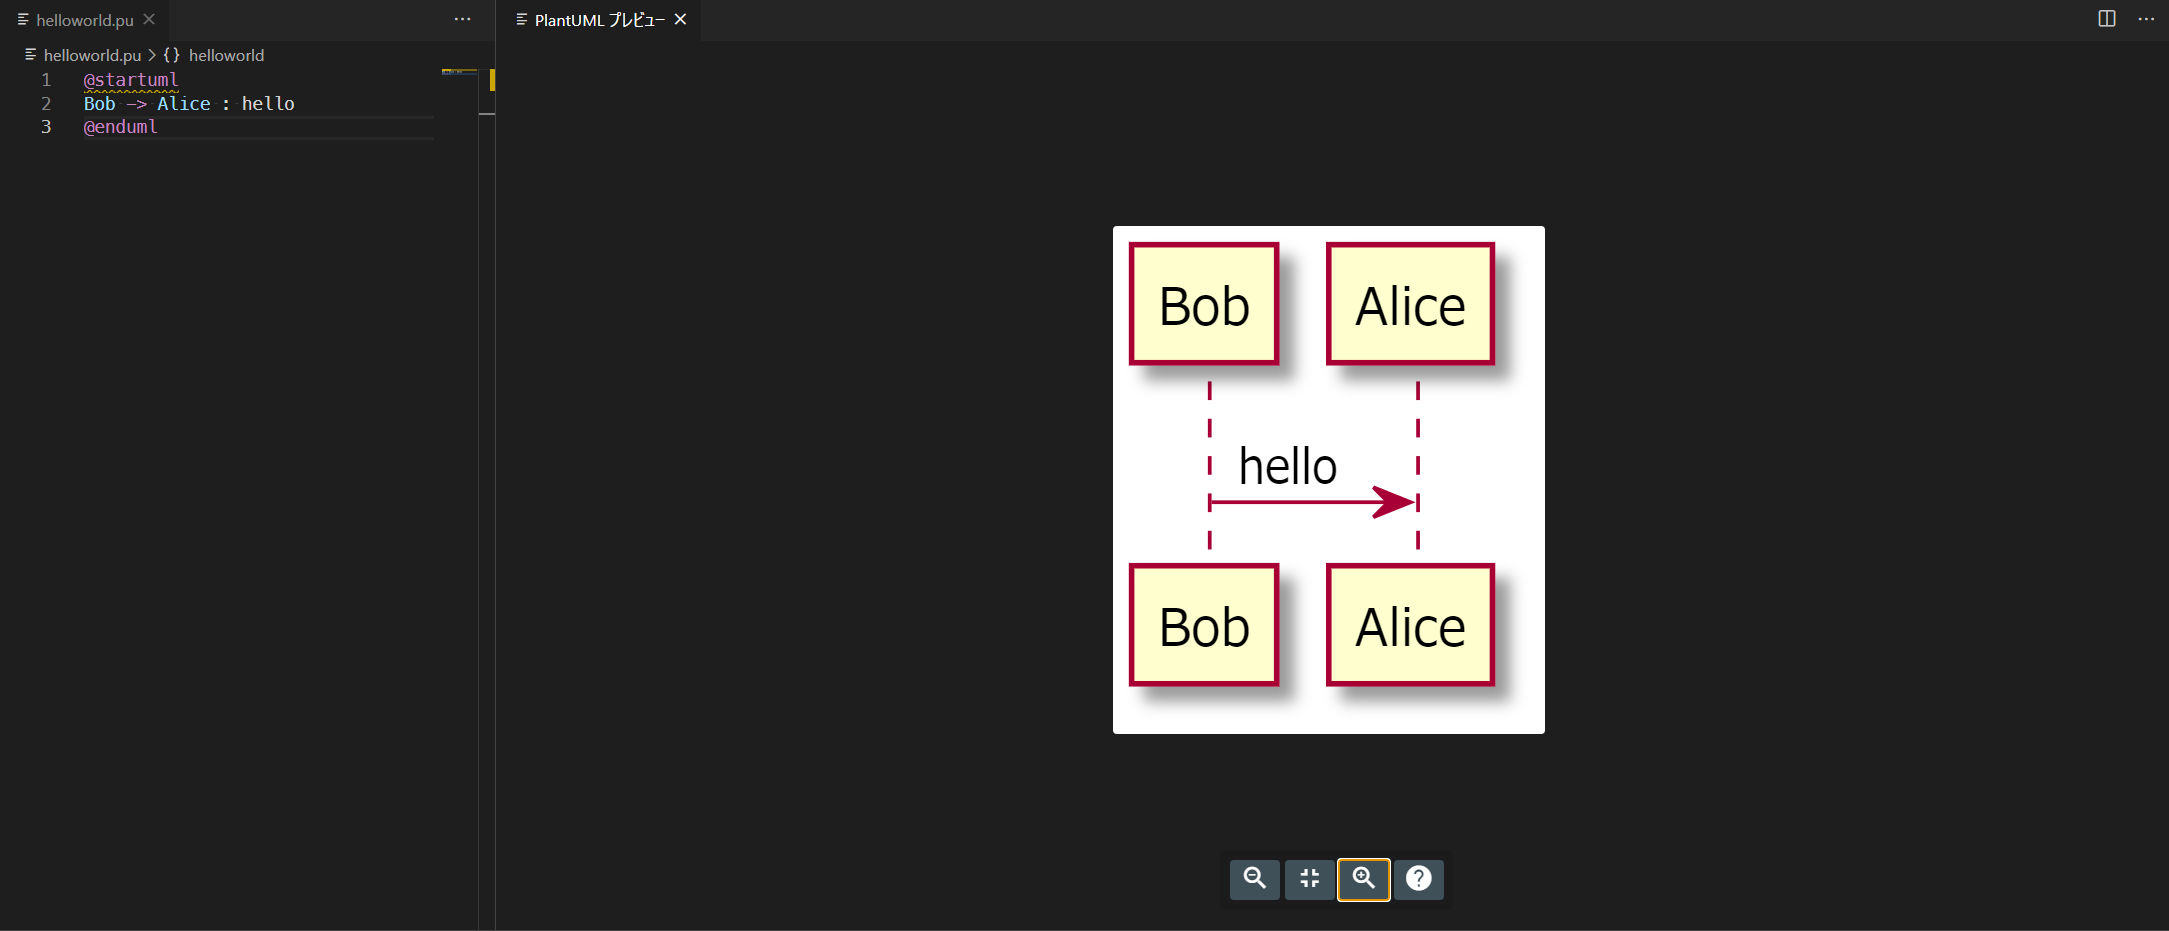 helloworld.pu
PlantUML プレビュー
helloworld.pu > {} helloworld
1 @startuml
2 Bob -> Alice : hello
3 @enduml
Bob Alice
hello
Bob Alice